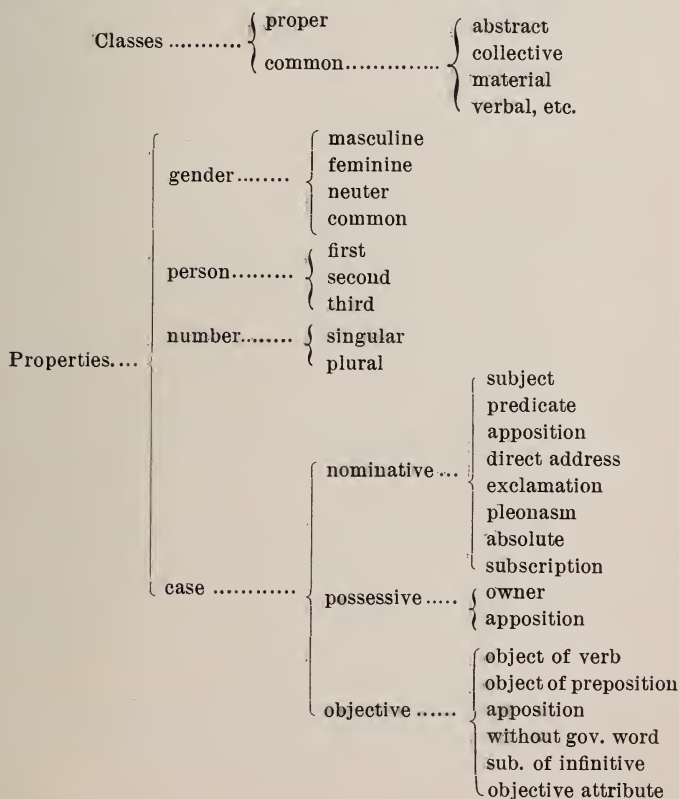 Classes ........... proper
common.............. abstract
collective
material
verbal, etc.
Properties.... gender........ masculine
feminine
neuter
common
person......... first
second
third
number........ singular
plural
case ............ nominative ... subject
predicate
apposition
direct address
exclamation
pleonasm
absolute
subscription
possessive ..... owner
apposition
objective ...... object of verb
object of preposition
apposition
without gov. word
sub. of infinitive
objective attribute